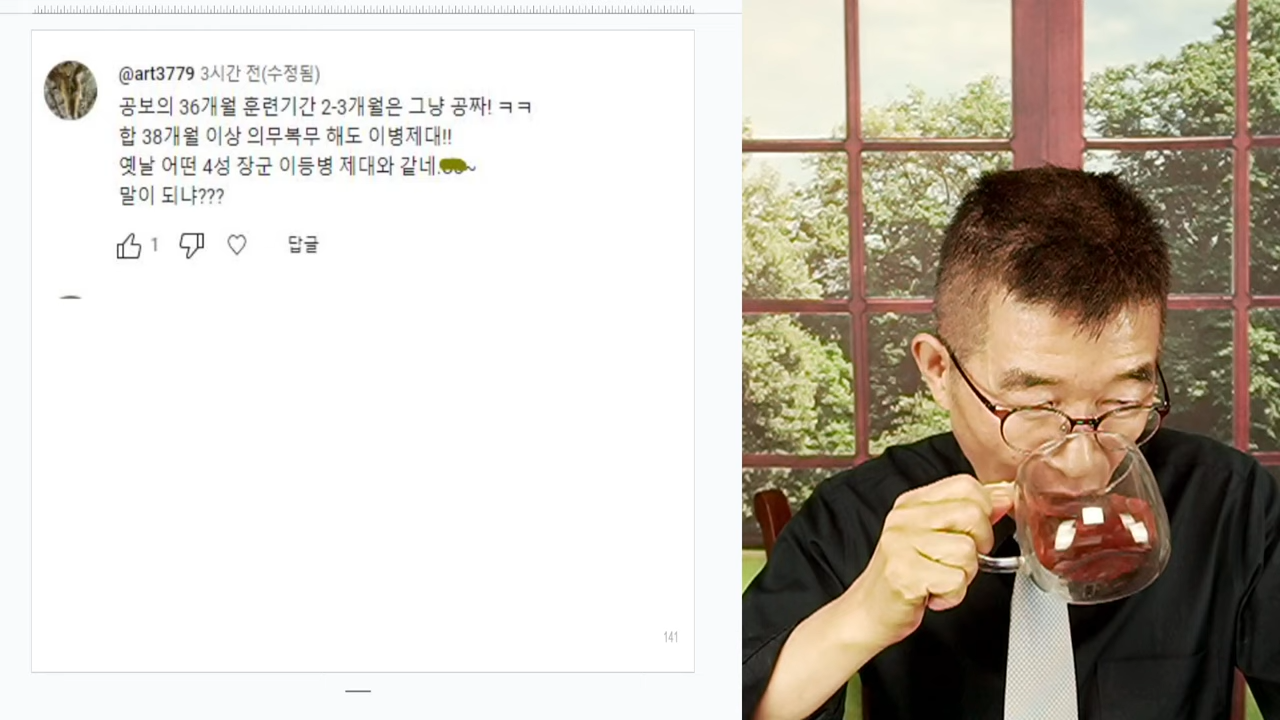 @art3779 3시간 전(수정됨)
공보의 36개월 훈련기간 2-3개월은 그냥 공짜! ㅋㅋ
합 38개월 이상 의무복무 해도 이병제대!!
옛날 어떤 4성 장군 이등병 제대와 같네.~
말이 되냐???
1 답글
141